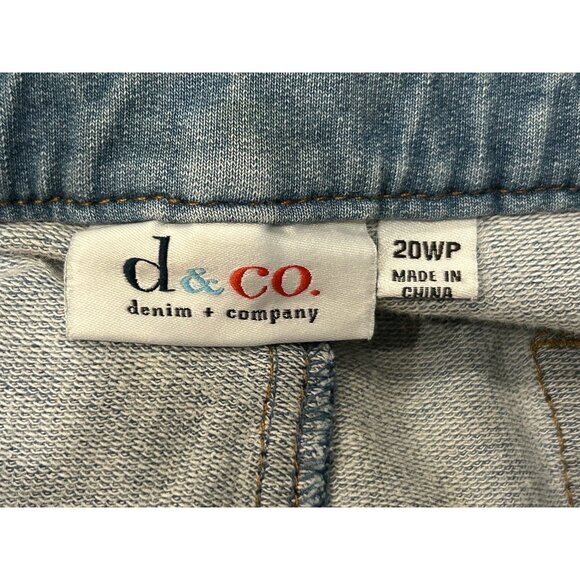 d & co.
denim + company
20WP
MADE IN
CHINA